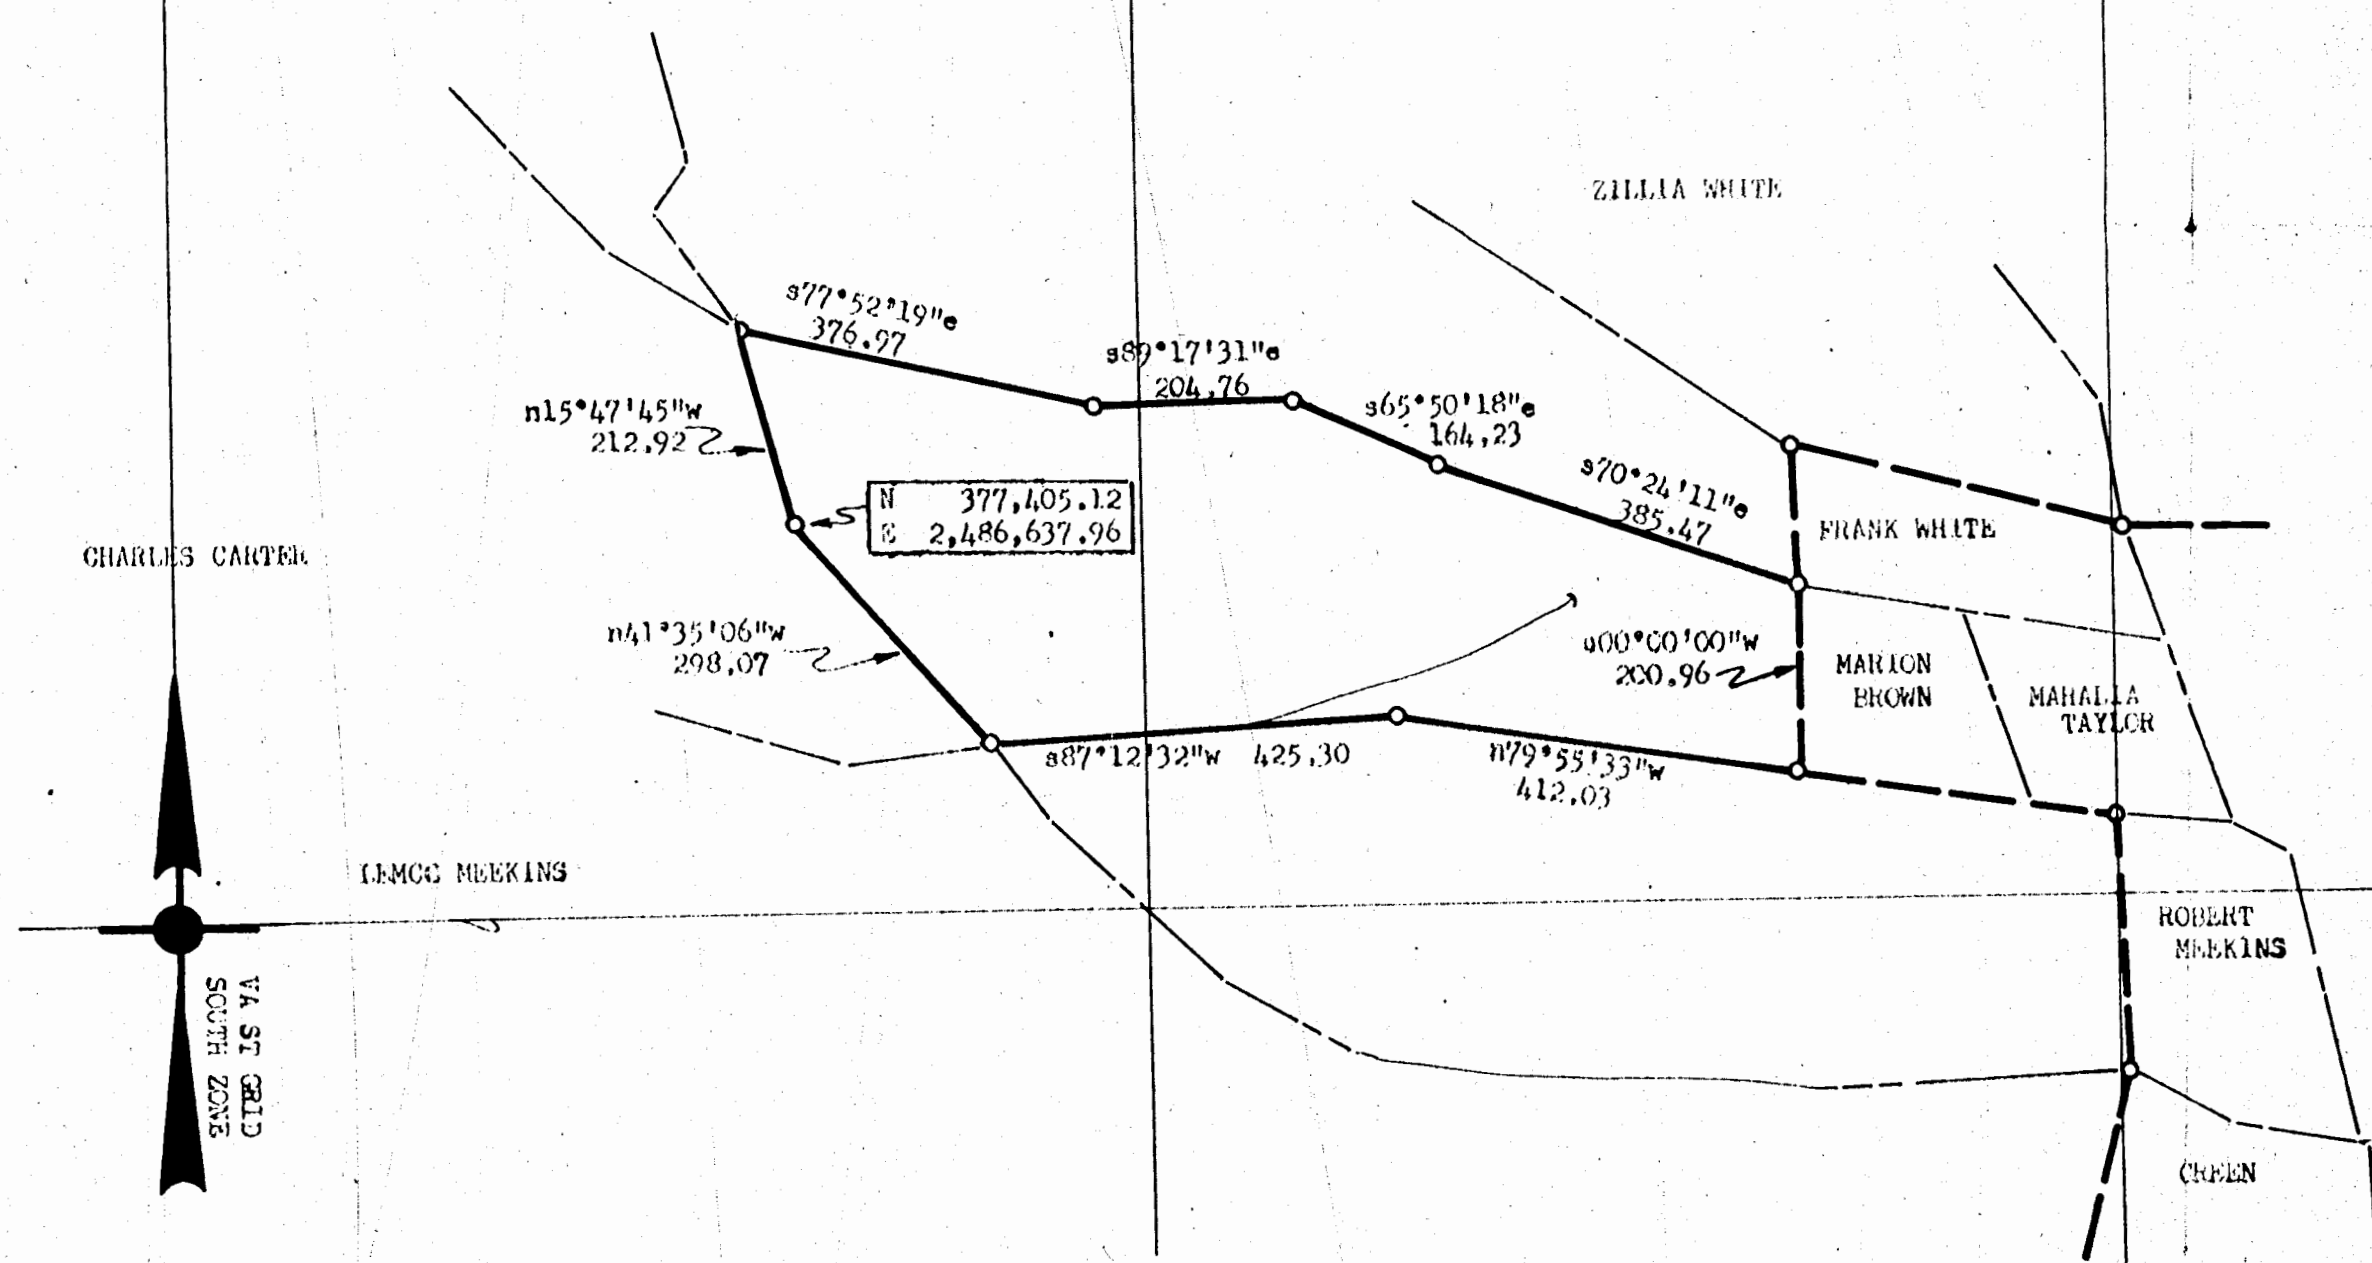 ZILLIA WHITE
s77°52'19"e
376.97
s89°17'31"e
204.76
n15°47'45"w
212.92
s65°50'18"e
164.23
s70°24'11"e
385.47
N 377,405.12
E 2,486,637.96
FRANK WHITE
CHARLES CARTER
n41°35'06"w
298.07
s00°00'00"w
200.96
MARION
BROWN
MAHALIA
TAYLOR
s87°12'32"w 425.30
n79°55'33"w
412.03
MEEKINS
ROBERT
MEEKINS
VA ST GRID
SOUTH ZONE